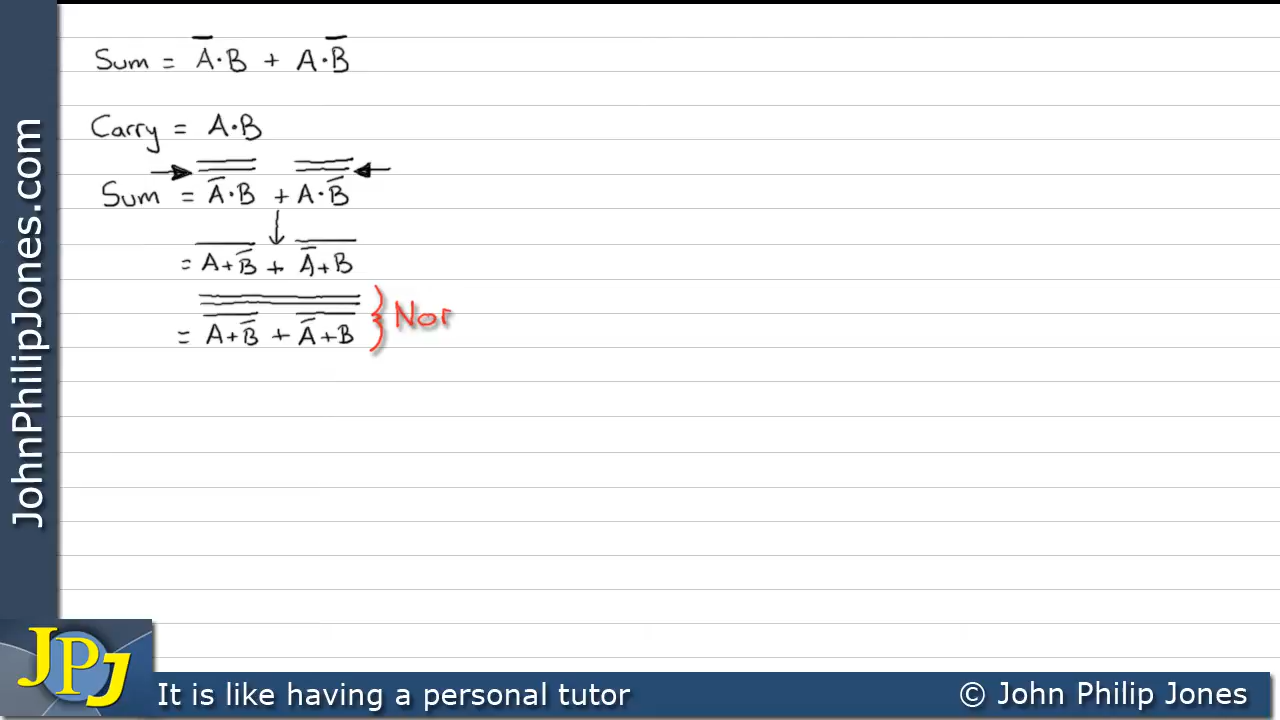 Sum = A̅·B + A·B̅
Carry = A·B
Sum = A̿̅·̿B̿ + A̿·̿B̿̅
= A̅+̅B̿ + A̿+̅B̅
= A̅+̅B̿ + A̿+̅B̅ } Nor
JohnPhilipJones.com
JPJ
It is like having a personal tutor
© John Philip Jones